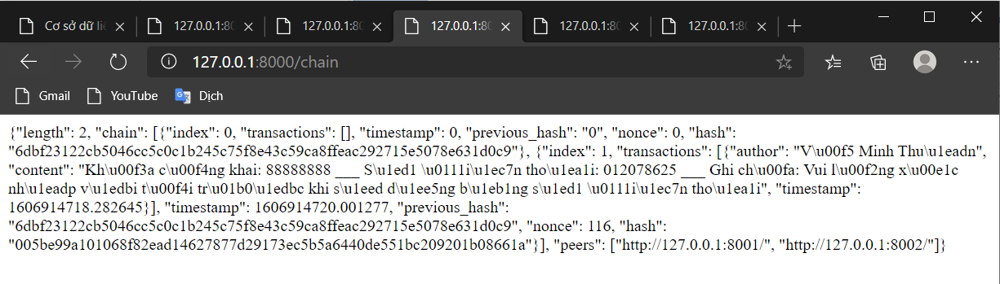 Cơ sở dữ liệ 127.0.0.1:80 127.0.0.1:80 127.0.0.1:80 127.0.0.1:80 127.0.0.1:80
127.0.0.1:8000/chain
Gmail YouTube Dịch
{"length": 2, "chain": [{"index": 0, "transactions": [], "timestamp": 0, "previous_hash": "0", "nonce": 0, "hash":
"6dbf23122cb5046cc5c0c1b245c75f8e43c59ca8ffeac292715e5078e631d0c9"}, {"index": 1, "transactions": [{"author": "V\u00f5 Minh Thu\u1eadn",
"content": "Kh\u00f3a c\u00f4ng khai: 88888888 ___ S\u1ed1 \u0111i\u1ec7n tho\u1ea1i: 012078625 ___ Ghi ch\u00fa: Vui l\u00f2ng x\u00e1c
nh\u1eadp v\u1edbi t\u00f4i tr\u01b0\u1edbc khi s\u1eed d\u1ee5ng b\u1eb1ng s\u1ed1 \u0111i\u1ec7n tho\u1ea1i", "timestamp":
1606914718.282645}], "timestamp": 1606914720.001277, "previous_hash":
"6dbf23122cb5046cc5c0c1b245c75f8e43c59ca8ffeac292715e5078e631d0c9", "nonce": 116, "hash":
"005be99a101068f82ead14627877d29173ec5b5a6440de551bc209201b08661a"}], "peers": ["http://127.0.0.1:8001/", "http://127.0.0.1:8002/"]}